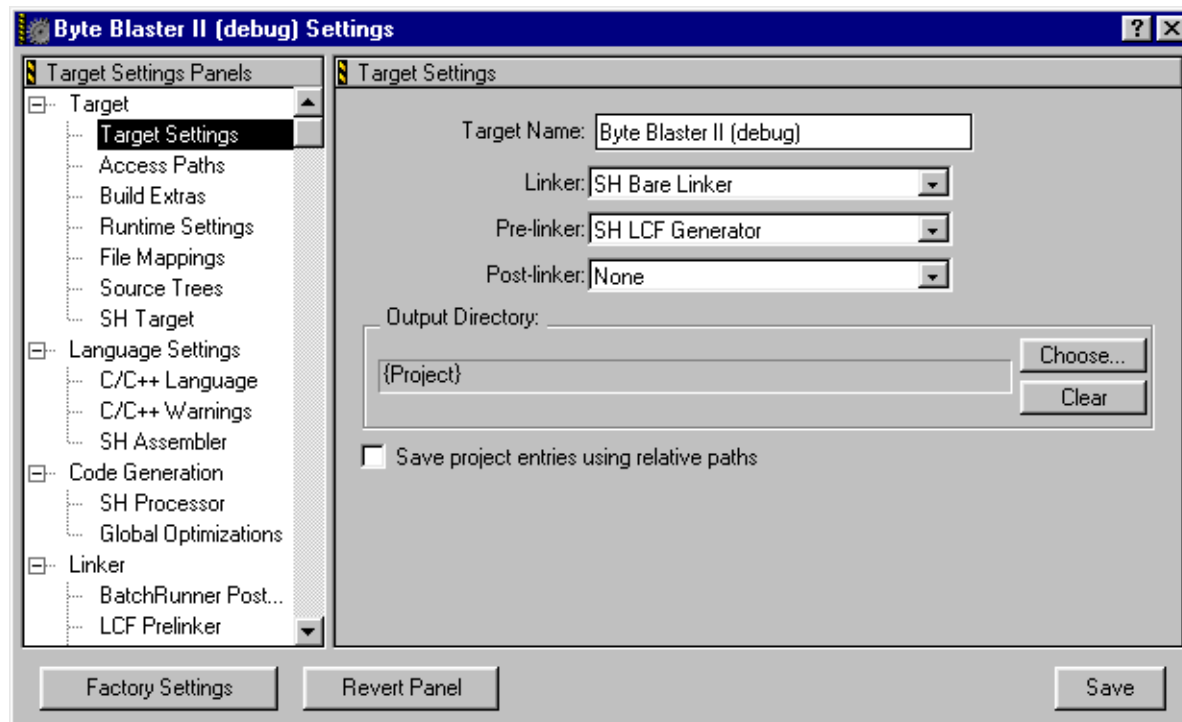 Byte Blaster II (debug) Settings
Target Settings Panels
Target
Target Settings
Access Paths
Build Extras
Runtime Settings
File Mappings
Source Trees
SH Target
Language Settings
C/C++ Language
C/C++ Warnings
SH Assembler
Code Generation
SH Processor
Global Optimizations
Linker
BatchRunner Post...
LCF Prelinker
Target Settings
Target Name: Byte Blaster II (debug)
Linker: SH Bare Linker
Pre-linker: SH LCF Generator
Post-linker: None
Output Directory:
{Project}
Choose...
Clear
Save project entries using relative paths
Factory Settings
Revert Panel
Save